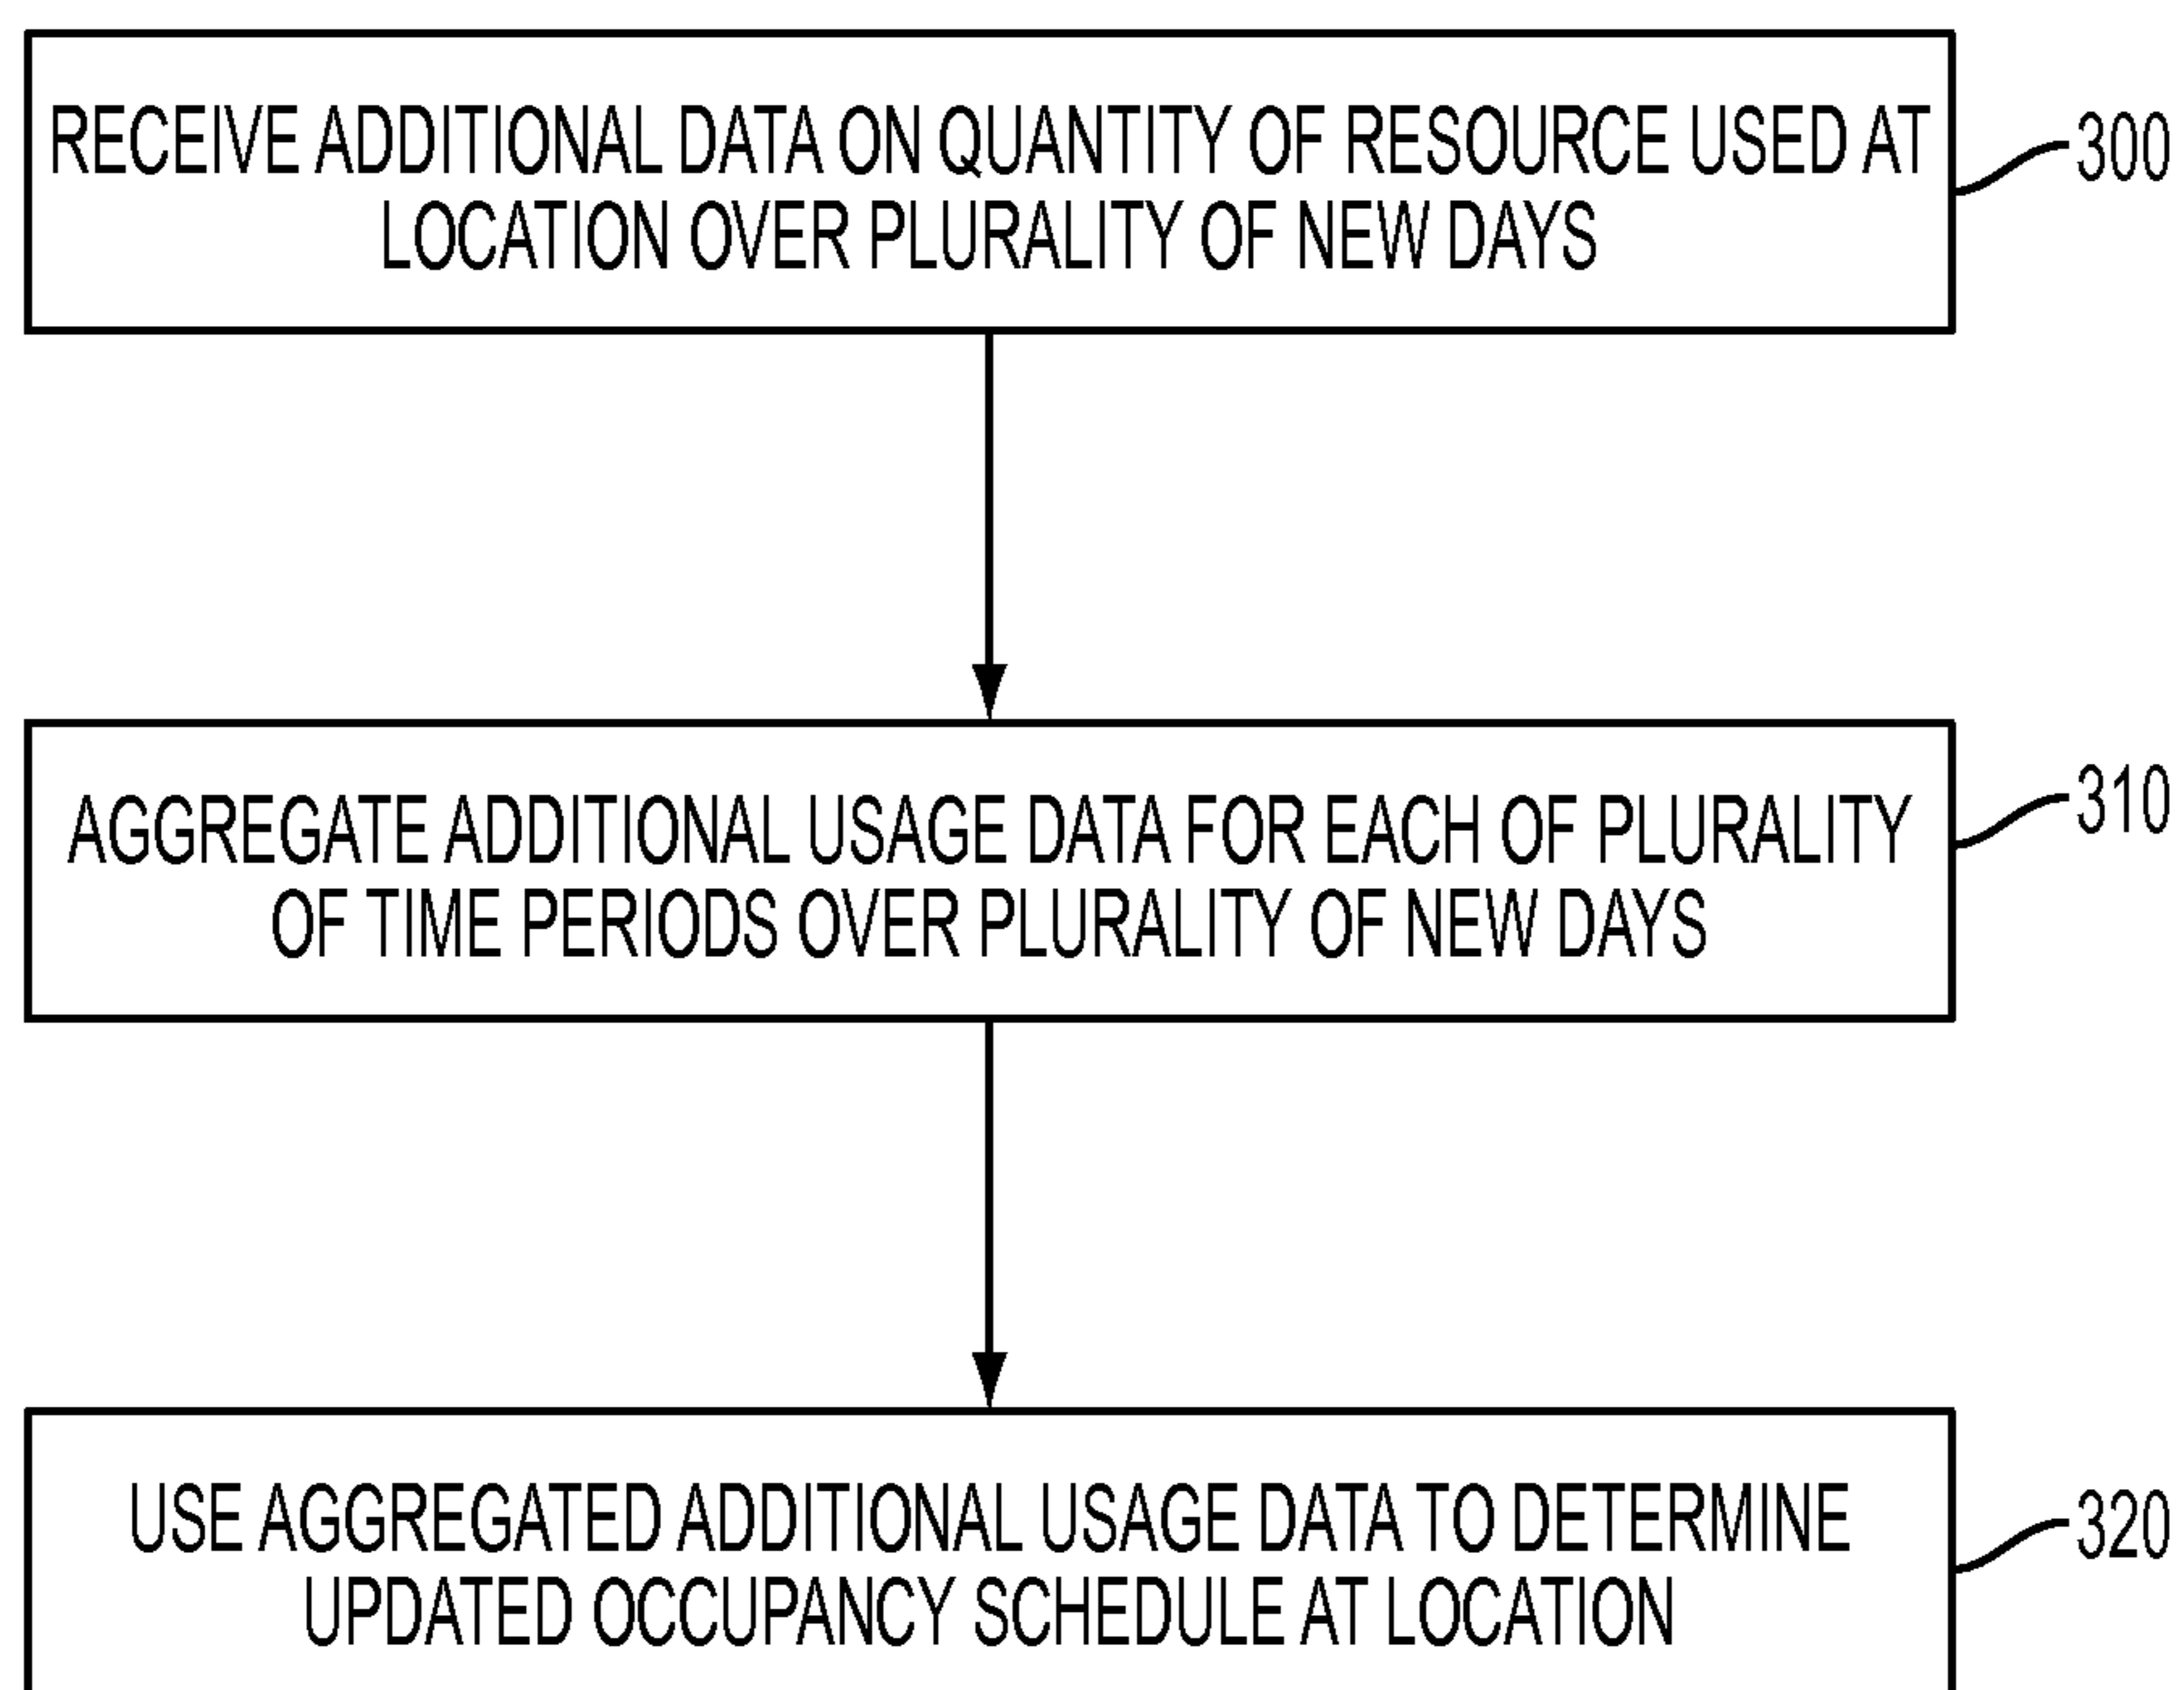 RECEIVE ADDITIONAL DATA ON QUANTITY OF RESOURCE USED AT
LOCATION OVER PLURALITY OF NEW DAYS
300
AGGREGATE ADDITIONAL USAGE DATA FOR EACH OF PLURALITY
OF TIME PERIODS OVER PLURALITY OF NEW DAYS
310
USE AGGREGATED ADDITIONAL USAGE DATA TO DETERMINE
UPDATED OCCUPANCY SCHEDULE AT LOCATION
320